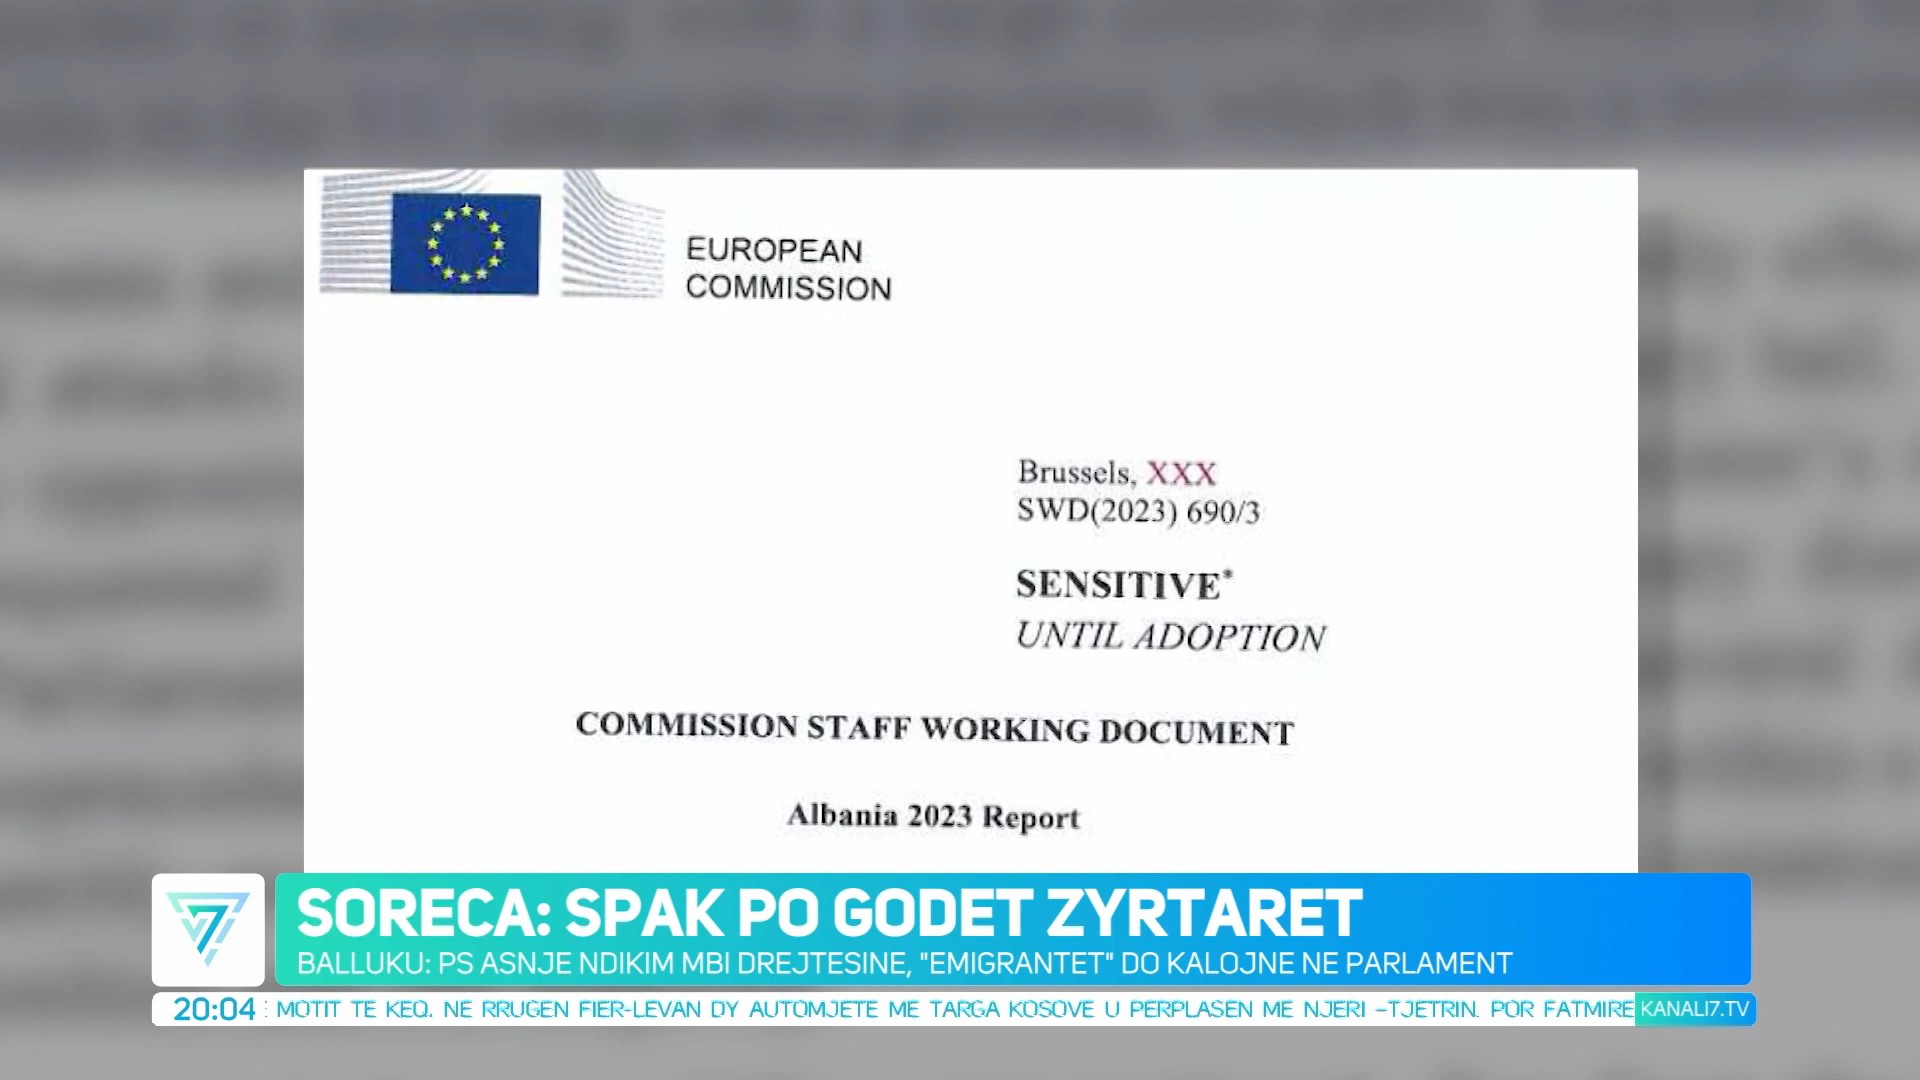 EUROPEAN
COMMISSION
Brussels, XXX
SWD(2023) 690/3
SENSITIVE*
UNTIL ADOPTION
COMMISSION STAFF WORKING DOCUMENT
Albania 2023 Report
SORECA: SPAK PO GODET ZYRTARET
BALLUKU: PS ASNJE NDIKIM MBI DREJTESINE, "EMIGRANTET" DO KALOJNE NE PARLAMENT
20:04 : MOTIT TE KEQ. NE RRUGEN FIER-LEVAN DY AUTOMJETE ME TARGA KOSOVE U PERPLASEN ME NJERI -TJETRIN. POR FATMIRE KANALI7.TV